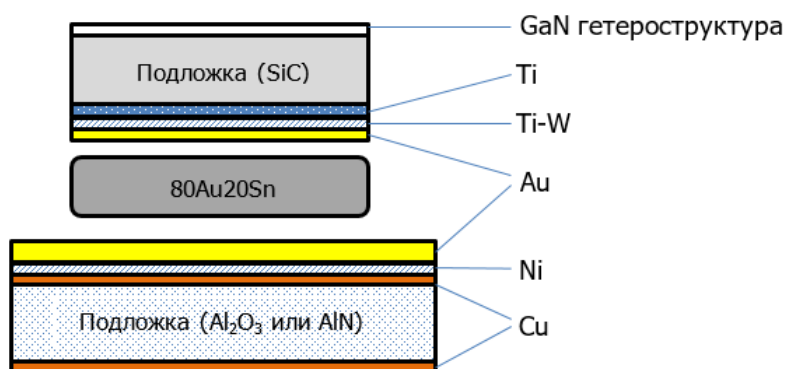 GaN гетероструктура
Подложка (SiC)
Ti
Ti-W
80Au20Sn
Au
Ni
Подложка (Al₂O₃ или AlN)
Cu